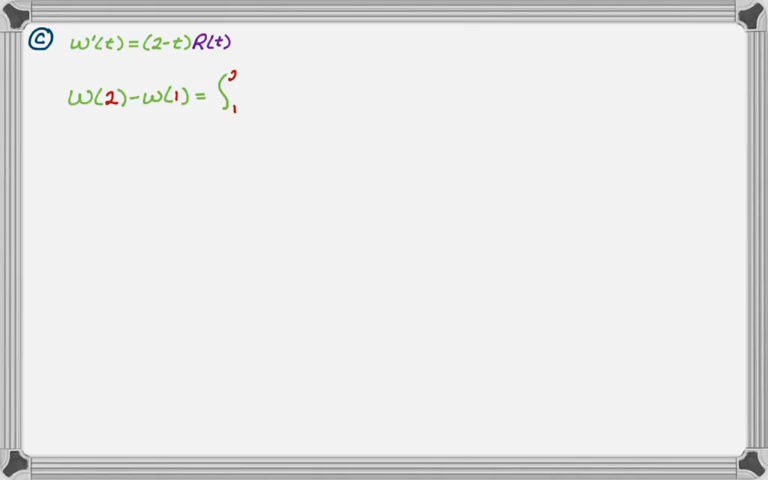 C w'(t) = (2-t)R(t)
w(2) - w(1) = ∫₁²